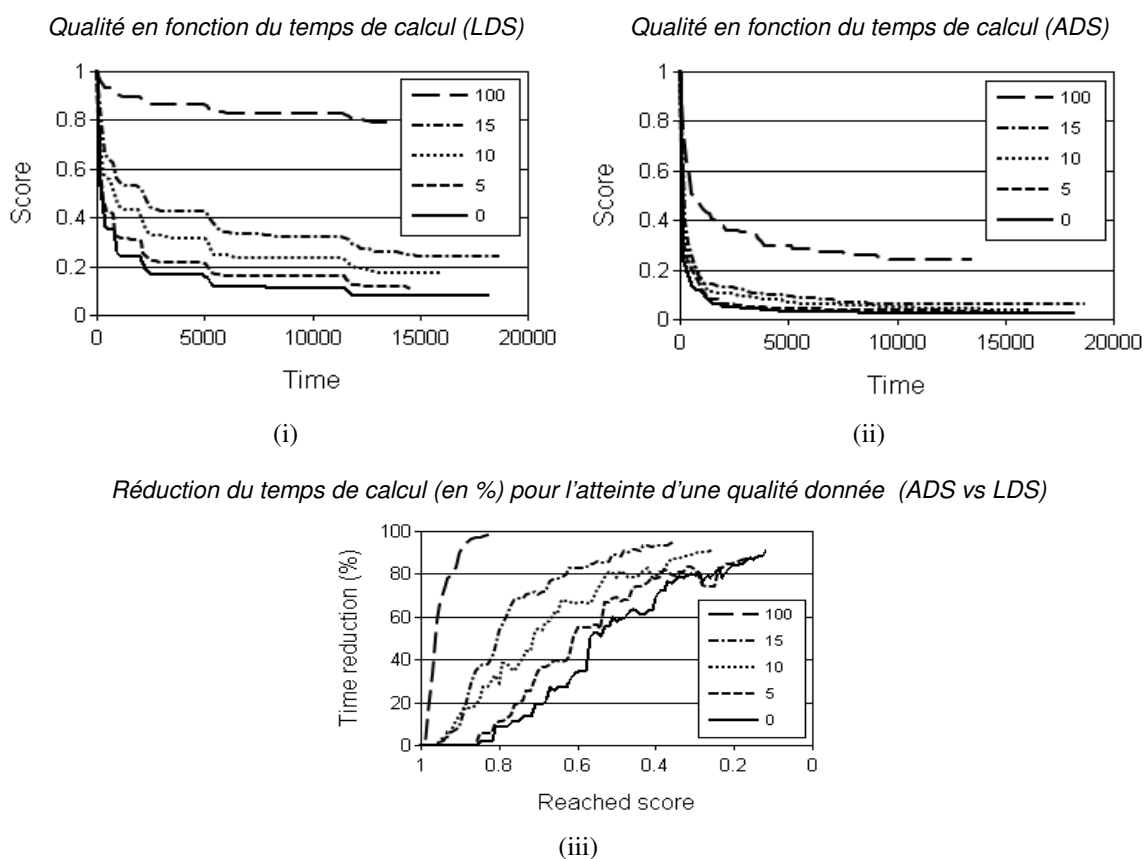 Qualité en fonction du temps de calcul (LDS)
Qualité en fonction du temps de calcul (ADS)
1
0.8
0.6
0.4
0.2
0
Score
100
15
10
5
0
0 5000 10000 15000 20000
Time
(i)
1
0.8
0.6
0.4
0.2
0
Score
100
15
10
5
0
0 5000 10000 15000 20000
Time
(ii)
Réduction du temps de calcul (en %) pour l'atteinte d'une qualité donnée (ADS vs LDS)
100
80
60
40
20
0
Time reduction (%)
100
15
10
5
0
1 0.8 0.6 0.4 0.2 0
Reached score
(iii)